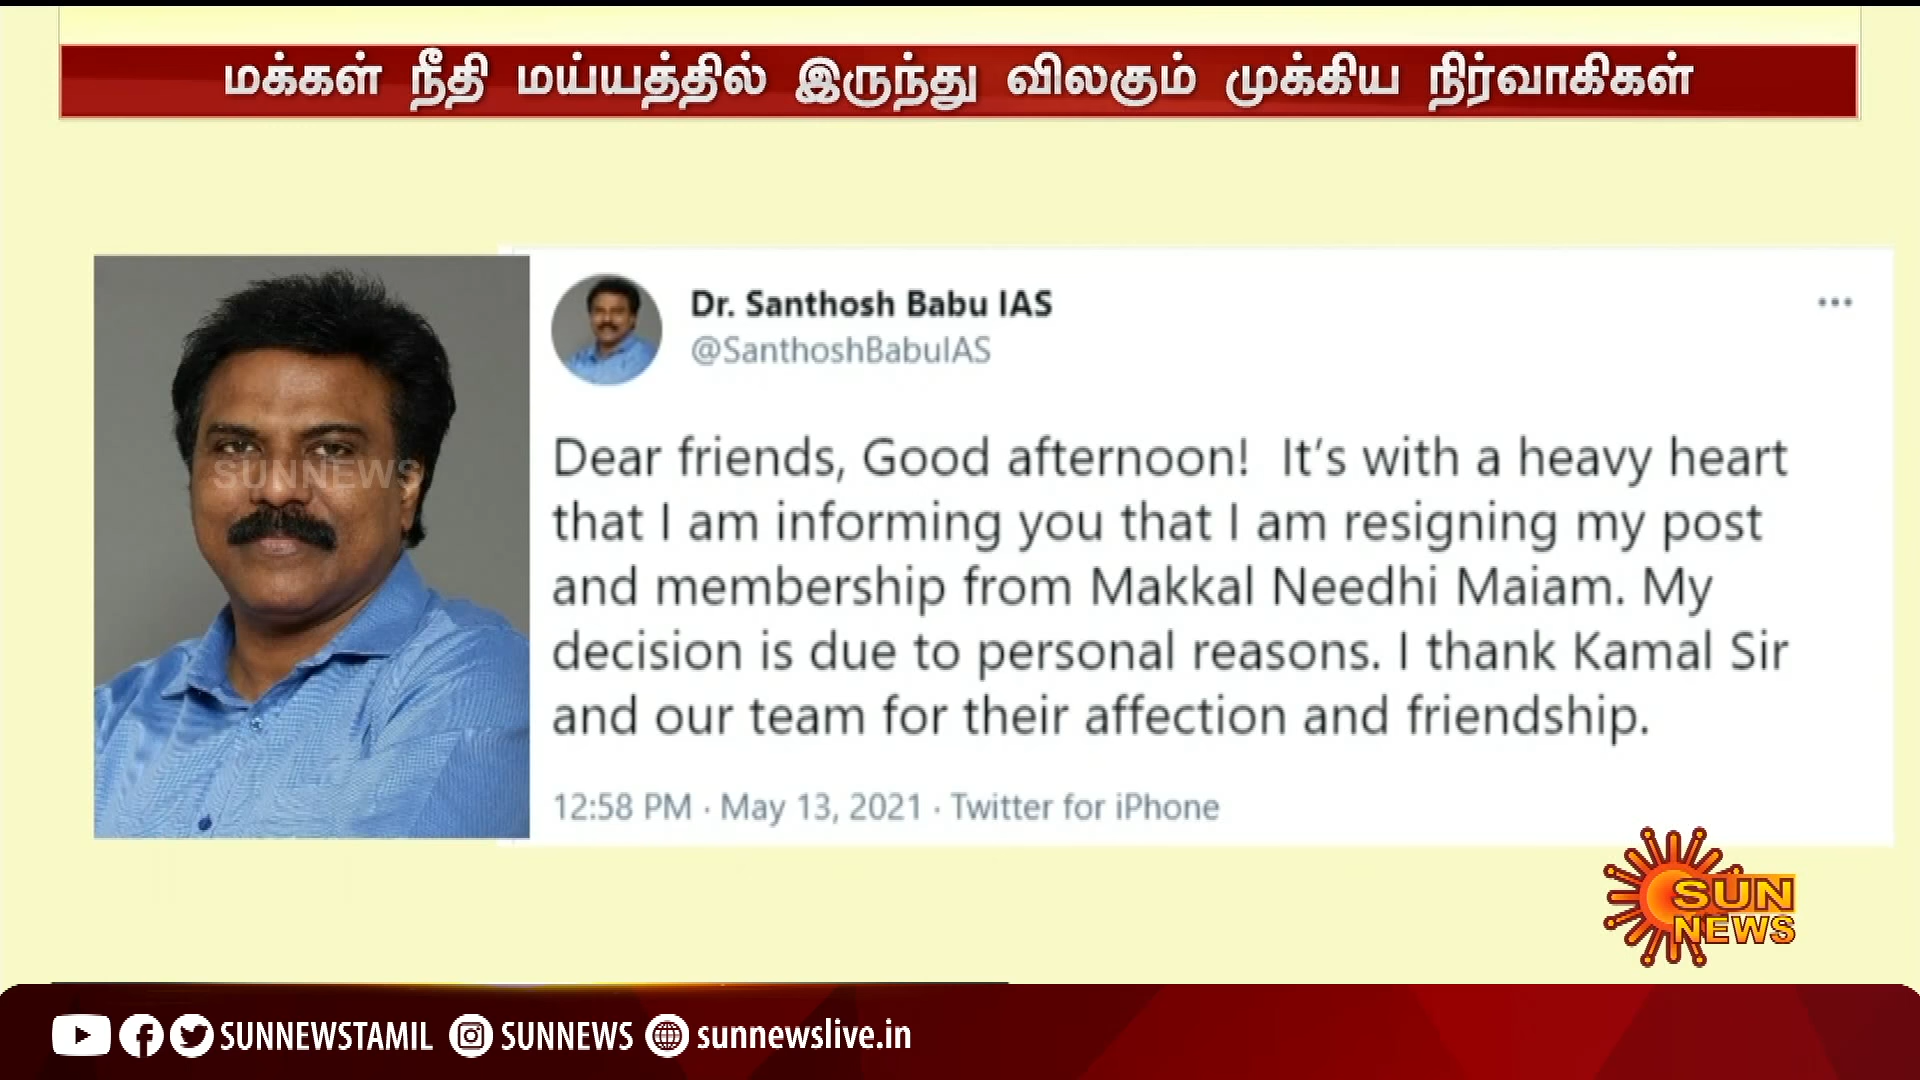 மக்கள் நீதி மய்யத்தில் இருந்து விலகும் முக்கிய நிர்வாகிகள்
SUNNEWS
Dr. Santhosh Babu IAS
@SanthoshBabuIAS
Dear friends, Good afternoon! It’s with a heavy heart
that I am informing you that I am resigning my post
and membership from Makkal Needhi Maiam. My
decision is due to personal reasons. I thank Kamal Sir
and our team for their affection and friendship.
12:58 PM · May 13, 2021 · Twitter for iPhone
SUN
NEWS
SUNNEWSTAMIL SUNNEWS sunnewslive.in